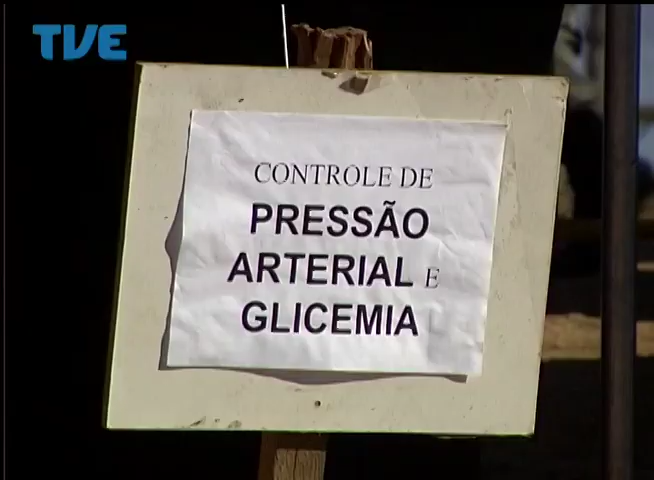 TVE
CONTROLE DE
PRESSÃO
ARTERIAL E
GLICEMIA